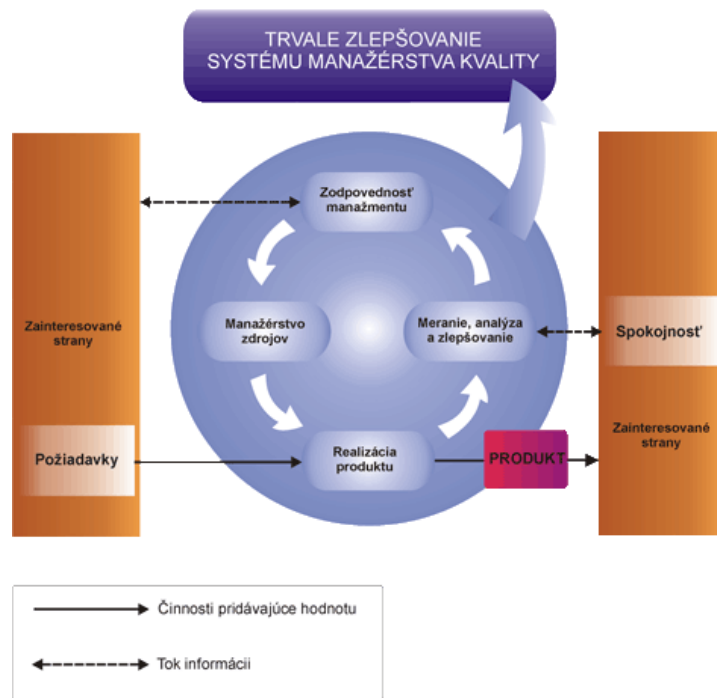 TRVALE ZLEPŠOVANIE
SYSTÉMU MANAŽÉRSTVA KVALITY
Zodpovednosť
manažmentu
Zainteresované
strany
Manažérstvo
zdrojov
Meranie, analýza
a zlepšovanie
Spokojnosť
Požiadavky
Realizácia
produktu
PRODUKT
Zainteresované
strany
Činnosti pridávajúce hodnotu
Tok informácii